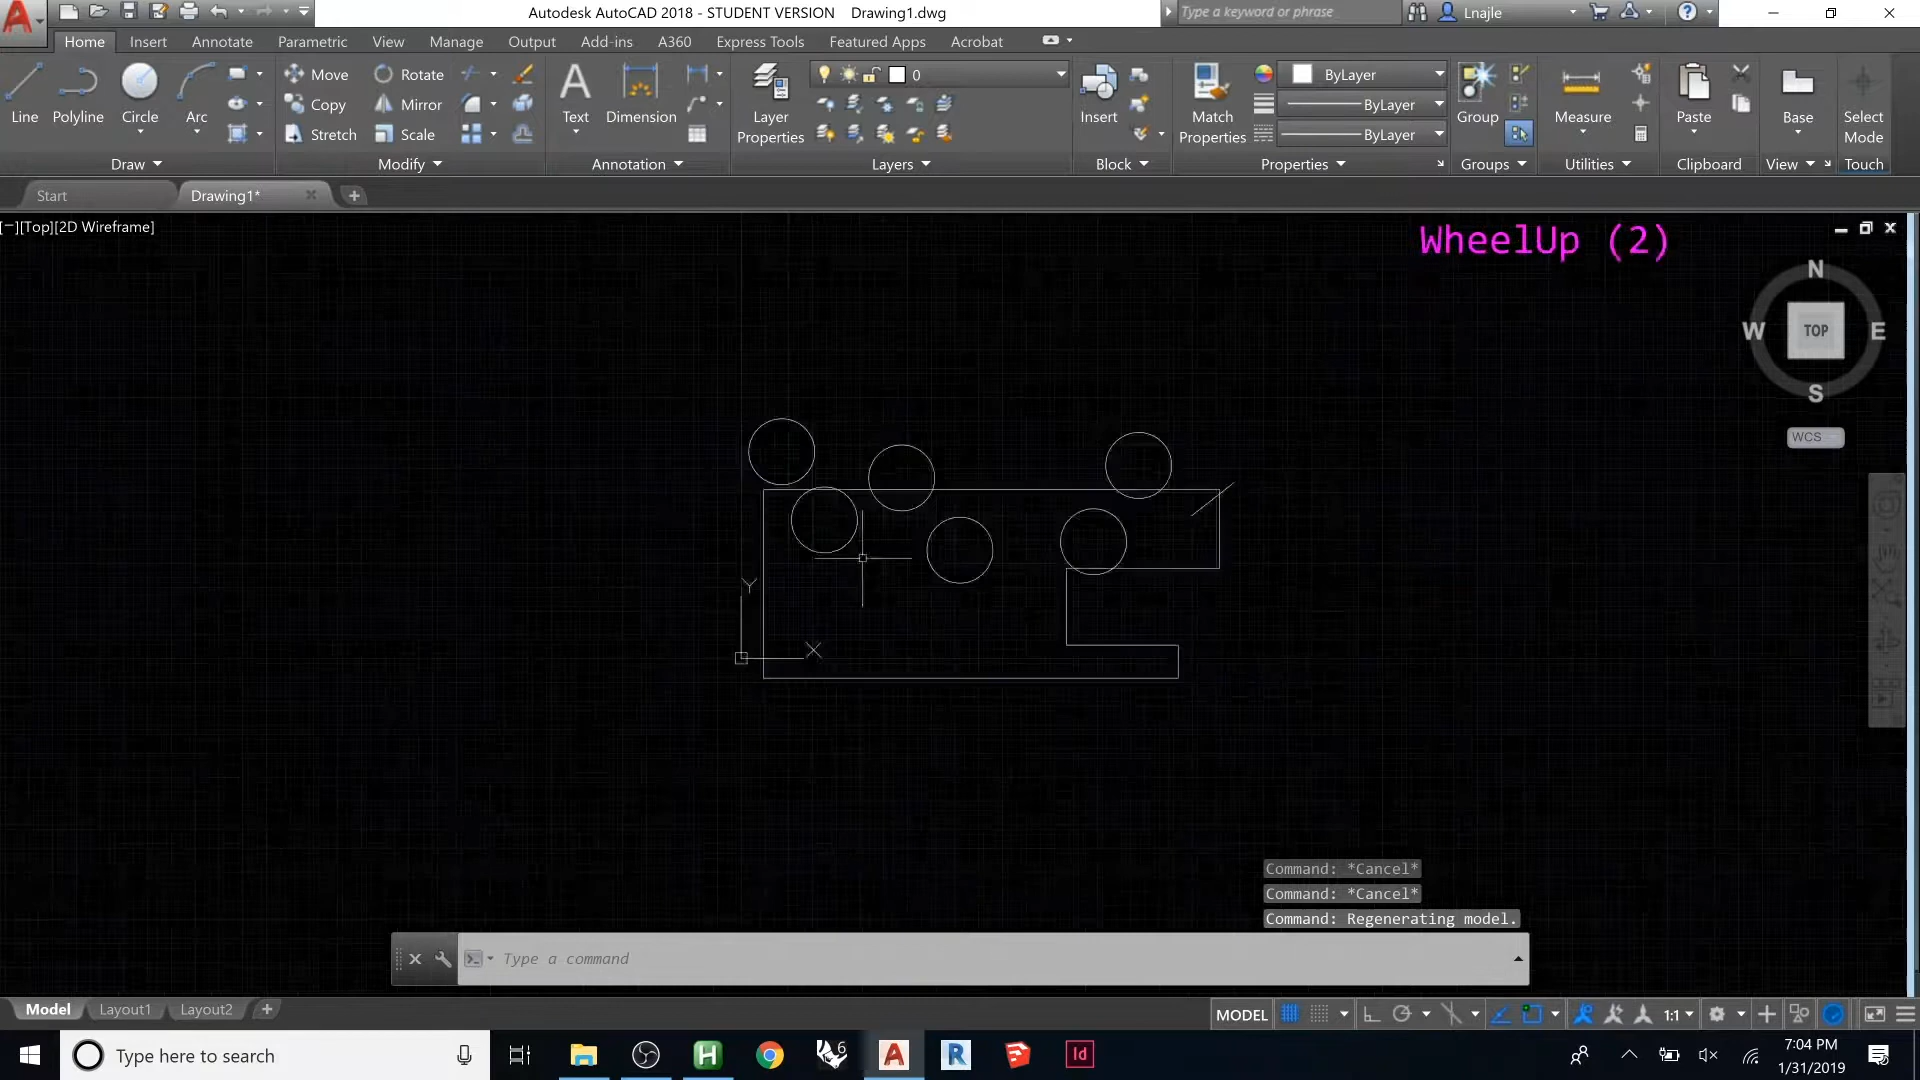 Autodesk AutoCAD 2018 - STUDENT VERSION Drawing1.dwg
Type a keyword or phrase
Lnajle
Home Insert Annotate Parametric View Manage Output Add-ins A360 Express Tools Featured Apps Acrobat
Line Polyline Circle Arc
Draw
Move Rotate
Copy Mirror
Stretch Scale
Modify
Text Dimension
Annotation
Layer
Properties
0
Layers
Insert
Block
Match
Properties
ByLayer
ByLayer
ByLayer
Properties
Group
Groups
Measure
Utilities
Paste
Clipboard
Base
View
Select
Mode
Touch
Start Drawing1*
[−][Top][2D Wireframe]
WheelUp (2)
N
W TOP E
S
WCS
Y
X
Command: *Cancel*
Command: *Cancel*
Command: Regenerating model.
Type a command
Model Layout1 Layout2
MODEL 1:1
Type here to search
6
A
R
Id
7:04 PM
1/31/2019